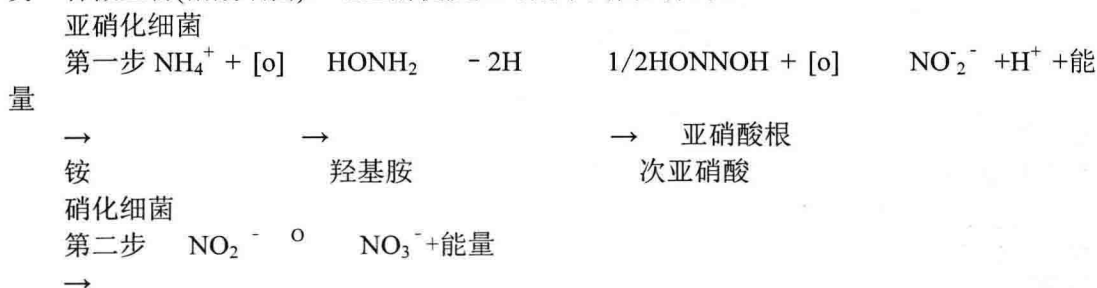 亚硝化细菌
第一步 NH₄⁺ + [o] HONH₂ - 2H 1/2HONNOH + [o] NO⁻₂⁻ +H⁺ +能
量
→ → → 亚硝酸根
铵 羟基胺 次亚硝酸
硝化细菌
第二步 NO₂⁻ O NO₃⁻+能量
→